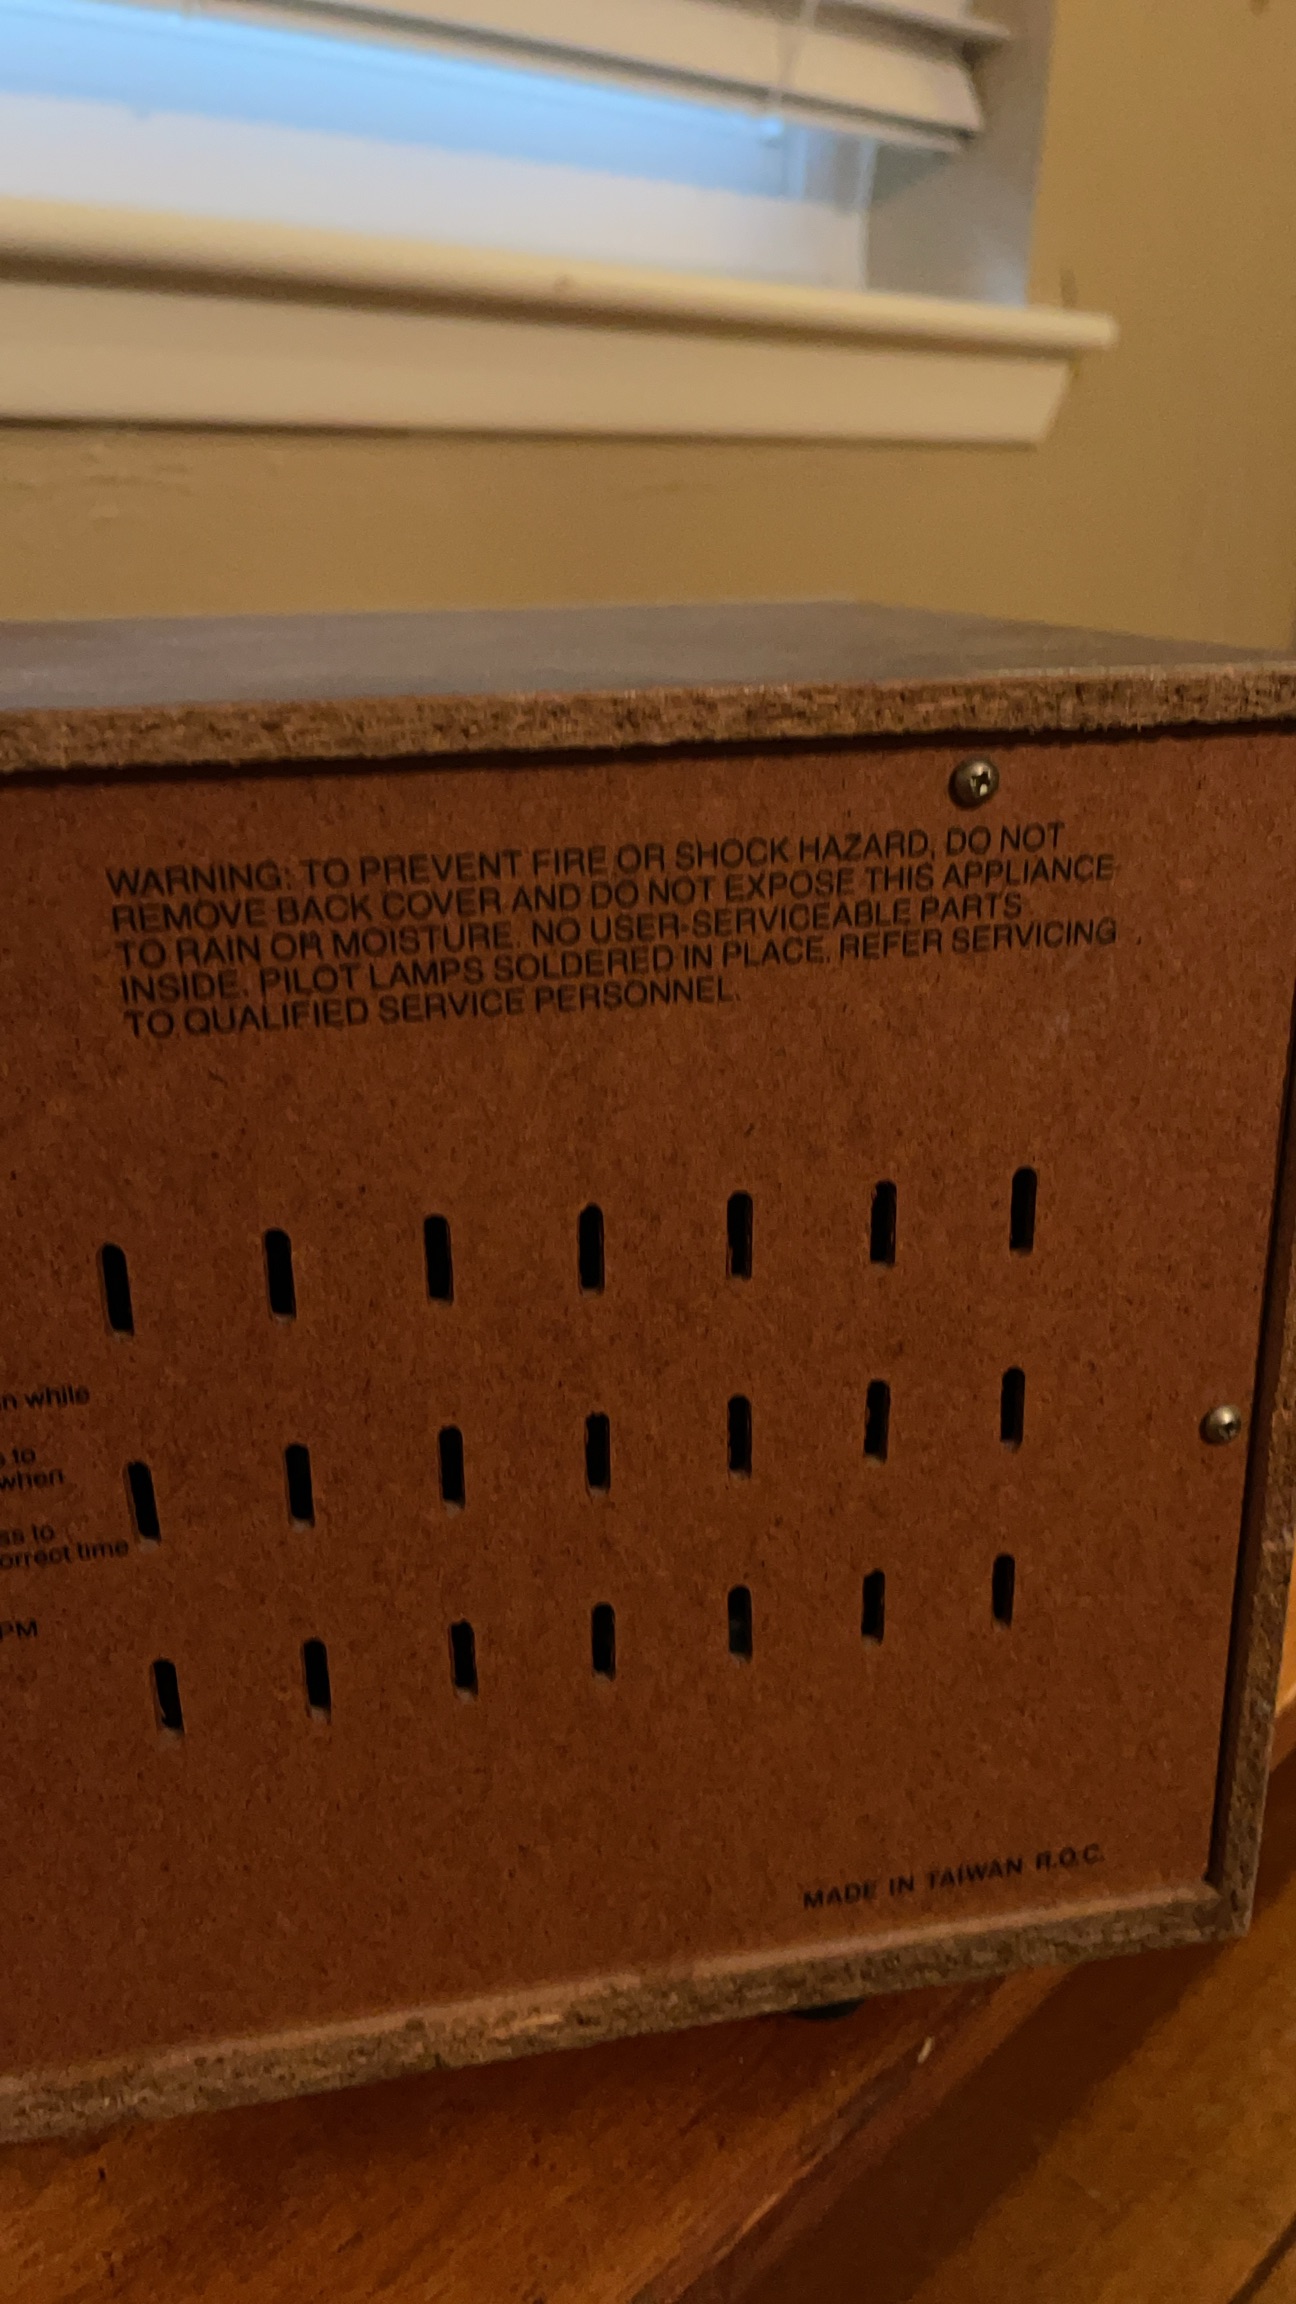 WARNING: TO PREVENT FIRE OR SHOCK HAZARD, DO NOT
REMOVE BACK COVER AND DO NOT EXPOSE THIS APPLIANCE
TO RAIN OR MOISTURE. NO USER-SERVICEABLE PARTS
INSIDE. PILOT LAMPS SOLDERED IN PLACE. REFER SERVICING
TO QUALIFIED SERVICE PERSONNEL.
while
to
when
to
time
PM
MADE IN TAIWAN R.O.C.